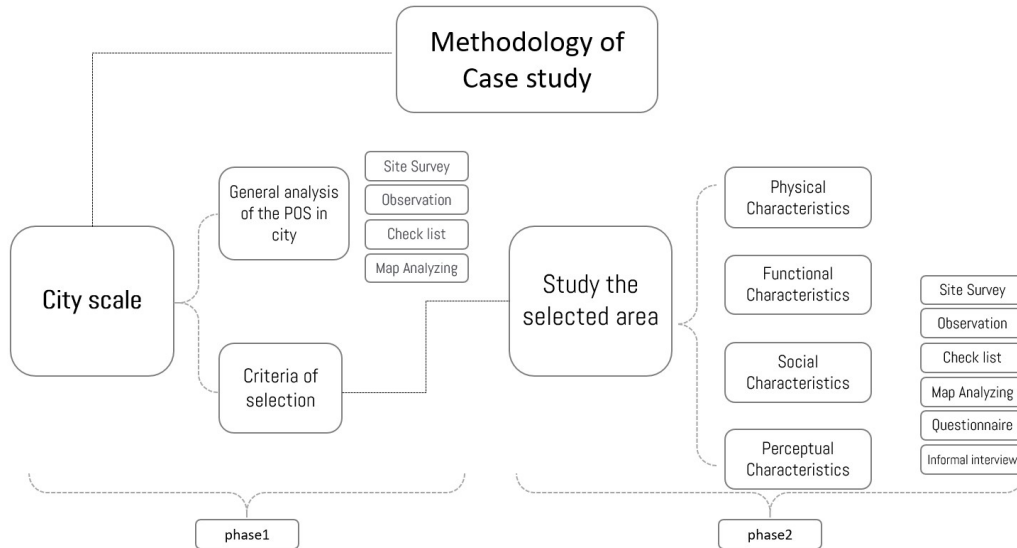 Methodology of
Case study
City scale
General analysis
of the POS in
city
Site Survey
Observation
Check list
Map Analyzing
Criteria of
selection
phase1
Study the
selected area
Physical
Characteristics
Functional
Characteristics
Social
Characteristics
Perceptual
Characteristics
Site Survey
Observation
Check list
Map Analyzing
Questionnaire
Informal interview
phase2